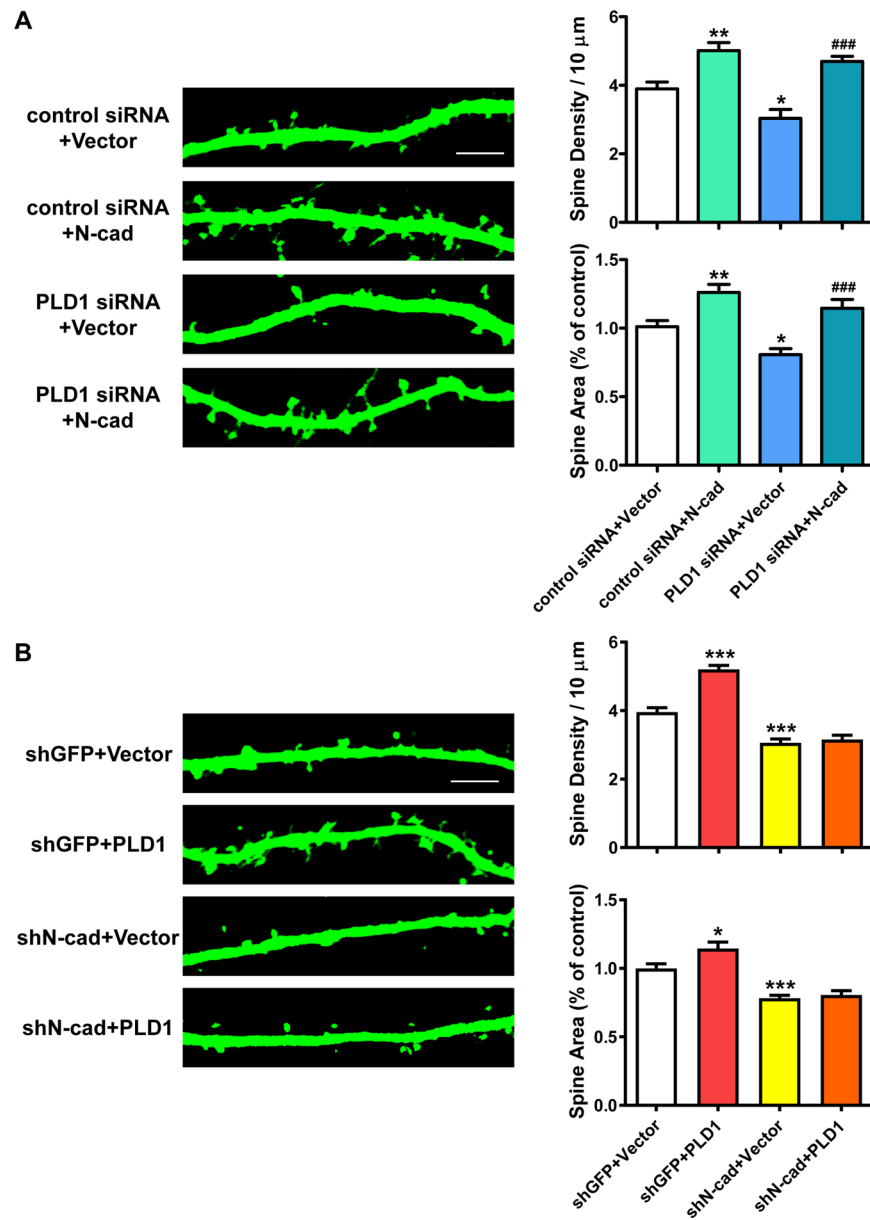 A
control siRNA
+Vector
control siRNA
+N-cad
PLD1 siRNA
+Vector
PLD1 siRNA
+N-cad
Spine Density / 10 μm
6
4
2
0
**
*
###
Spine Area (% of control)
1.5
1.0
0.5
0.0
**
*
###
control siRNA+Vector
control siRNA+N-cad
PLD1 siRNA+Vector
PLD1 siRNA+N-cad
B
shGFP+Vector
shGFP+PLD1
shN-cad+Vector
shN-cad+PLD1
Spine Density / 10 μm
6
4
2
0
***
***
Spine Area (% of control)
1.5
1.0
0.5
0.0
*
***
shGFP+Vector
shGFP+PLD1
shN-cad+Vector
shN-cad+PLD1